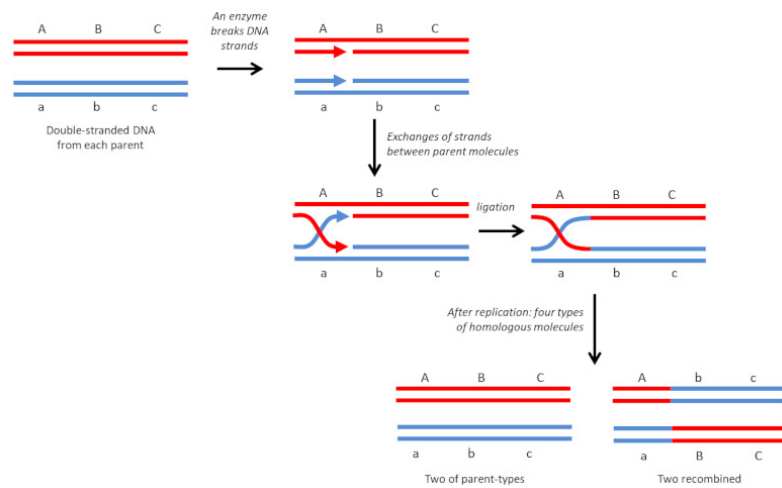 A B C
An enzyme
breaks DNA
strands
A B C
a b c
a b c
Double-stranded DNA
from each parent
Exchanges of strands
between parent molecules
A B C
ligation
A B C
a b c
a b c
After replication: four types
of homologous molecules
A B C
A b c
a b c
a B C
Two of parent-types
Two recombined